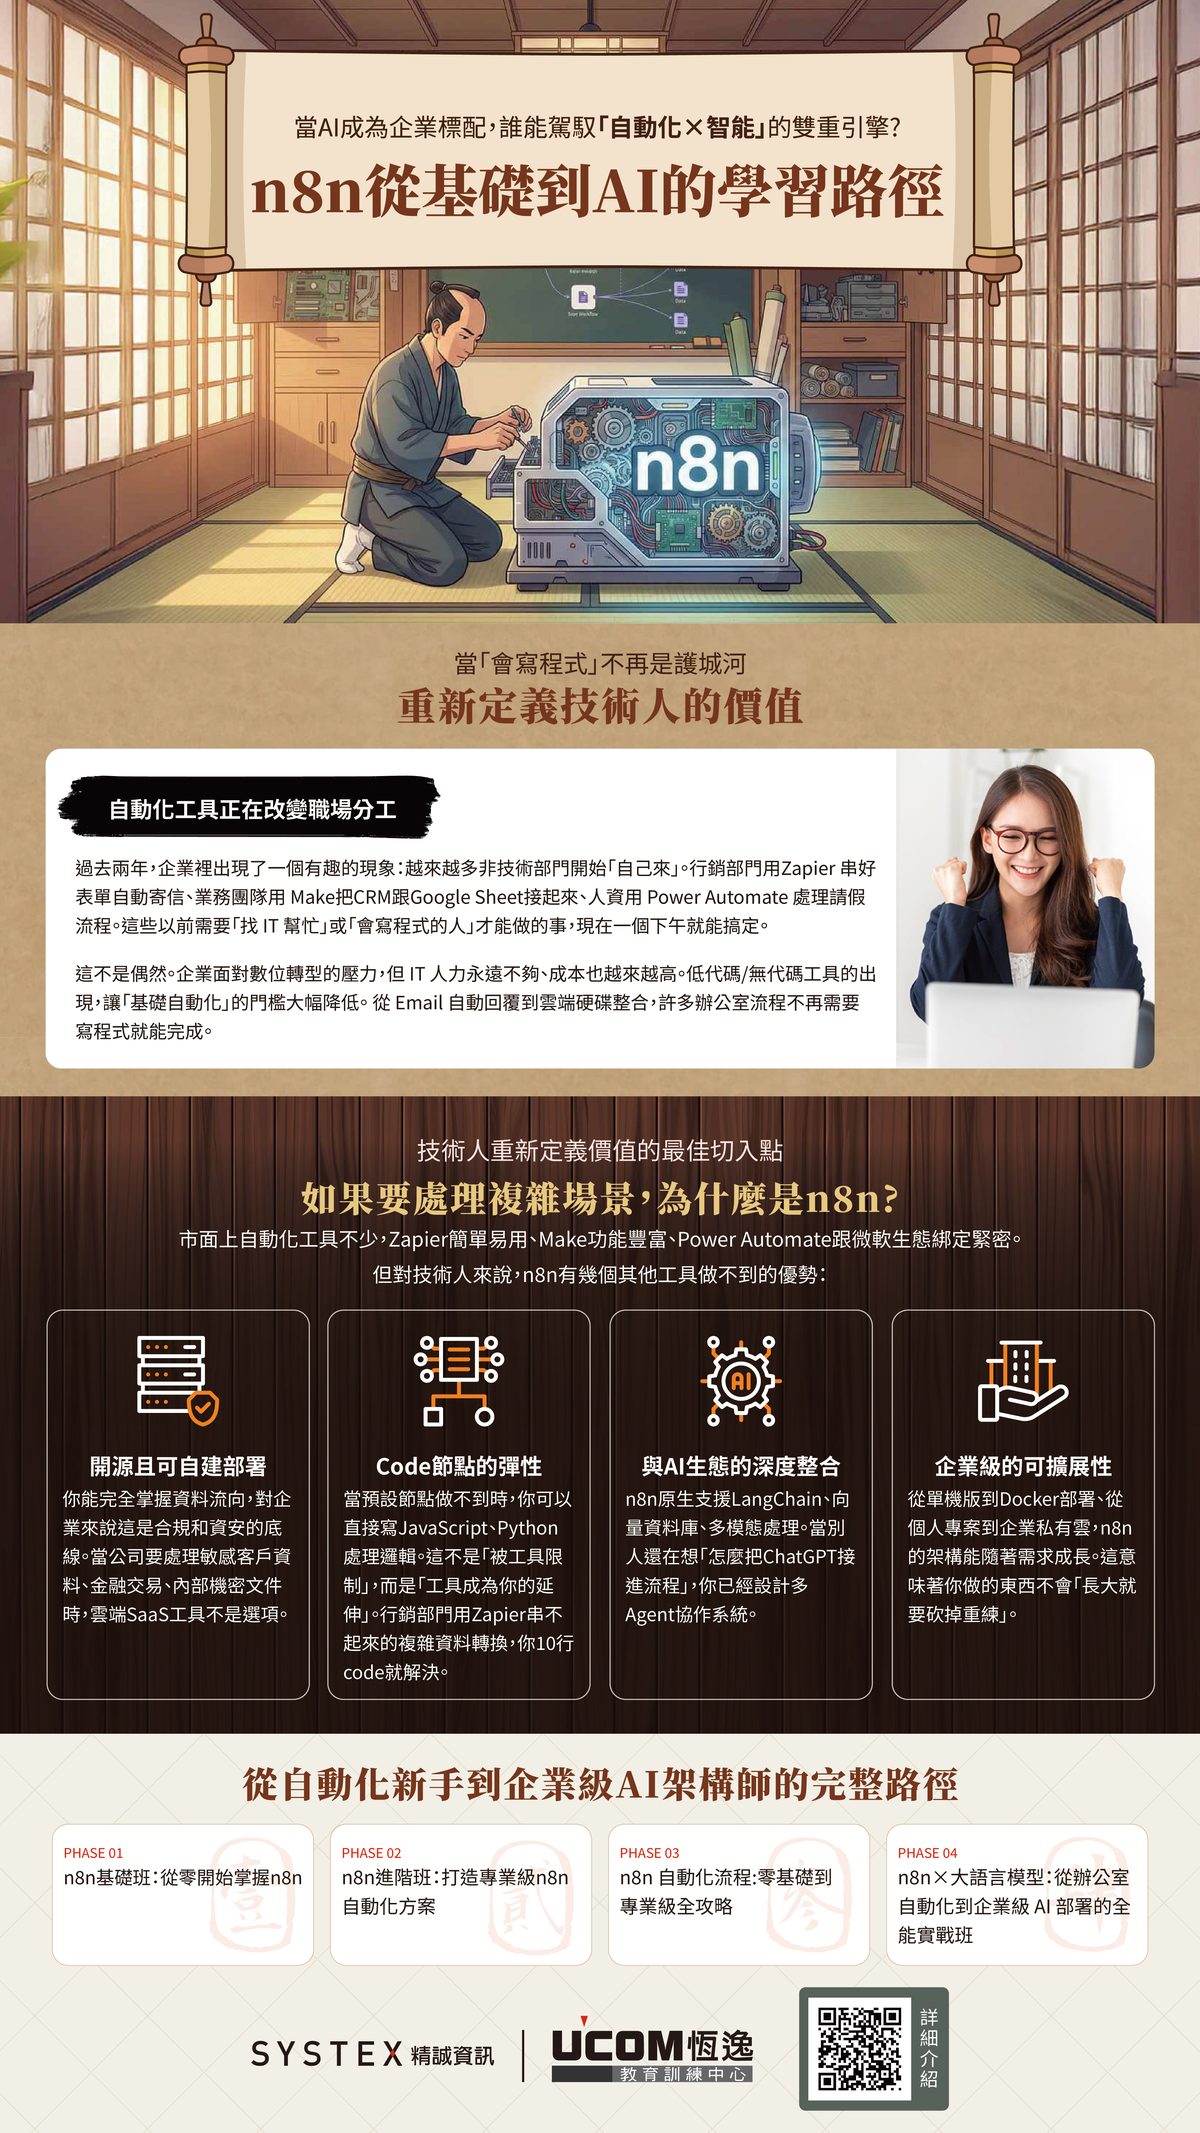 當AI成為企業標配，誰能駕馭「自動化×智能」的雙重引擎?
n8n從基礎到AI的學習路徑
Data
Data
Data
n8n
當「會寫程式」不再是護城河
重新定義技術人的價值
自動化工具正在改變職場分工
過去兩年，企業裡出現了一個有趣的現象：越來越多非技術部門開始「自己來」。行銷部門用Zapier 串好
表單自動寄信、業務團隊用 Make把CRM跟Google Sheet接起來、人資用 Power Automate 處理請假
流程。這些以前需要「找 IT 幫忙」或「會寫程式的人」才能做的事，現在一個下午就能搞定。
這不是偶然。企業面對數位轉型的壓力，但 IT 人力永遠不夠、成本也越來越高。低代碼/無代碼工具的出
現，讓「基礎自動化」的門檻大幅降低。 從 Email 自動回覆到雲端硬碟整合，許多辦公室流程不再需要
寫程式就能完成。
技術人重新定義價值的最佳切入點
如果要處理複雜場景，為什麼是n8n?
市面上自動化工具不少，Zapier簡單易用、Make功能豐富、Power Automate跟微軟生態綁定緊密。
但對技術人來說，n8n有幾個其他工具做不到的優勢：
開源且可自建部署
你能完全掌握資料流向，對企
業來說這是合規和資安的底
線。當公司要處理敏感客戶資
料、金融交易、內部機密文件
時，雲端SaaS工具不是選項。
Code節點的彈性
當預設節點做不到時，你可以
直接寫JavaScript、Python
處理邏輯。這不是「被工具限
制」，而是「工具成為你的延
伸」。行銷部門用Zapier串不
起來的複雜資料轉換，你10行
code就解決。
AI
與AI生態的深度整合
n8n原生支援LangChain、向
量資料庫、多模態處理。當別
人還在想「怎麼把ChatGPT接
進流程」，你已經設計多
Agent協作系統。
企業級的可擴展性
從單機版到Docker部署、從
個人專案到企業私有雲，n8n
的架構能隨著需求成長。這意
味著你做的東西不會「長大就
要砍掉重練」。
從自動化新手到企業級AI架構師的完整路徑
壹
PHASE 01
n8n基礎班：從零開始掌握n8n
貳
PHASE 02
n8n進階班：打造專業級n8n
自動化方案
參
PHASE 03
n8n 自動化流程:零基礎到
專業級全攻略
肆
PHASE 04
n8n×大語言模型：從辦公室
自動化到企業級 AI 部署的全
能實戰班
SYSTEX 精誠資訊
UCOM恆逸
教育訓練中心
詳細介紹